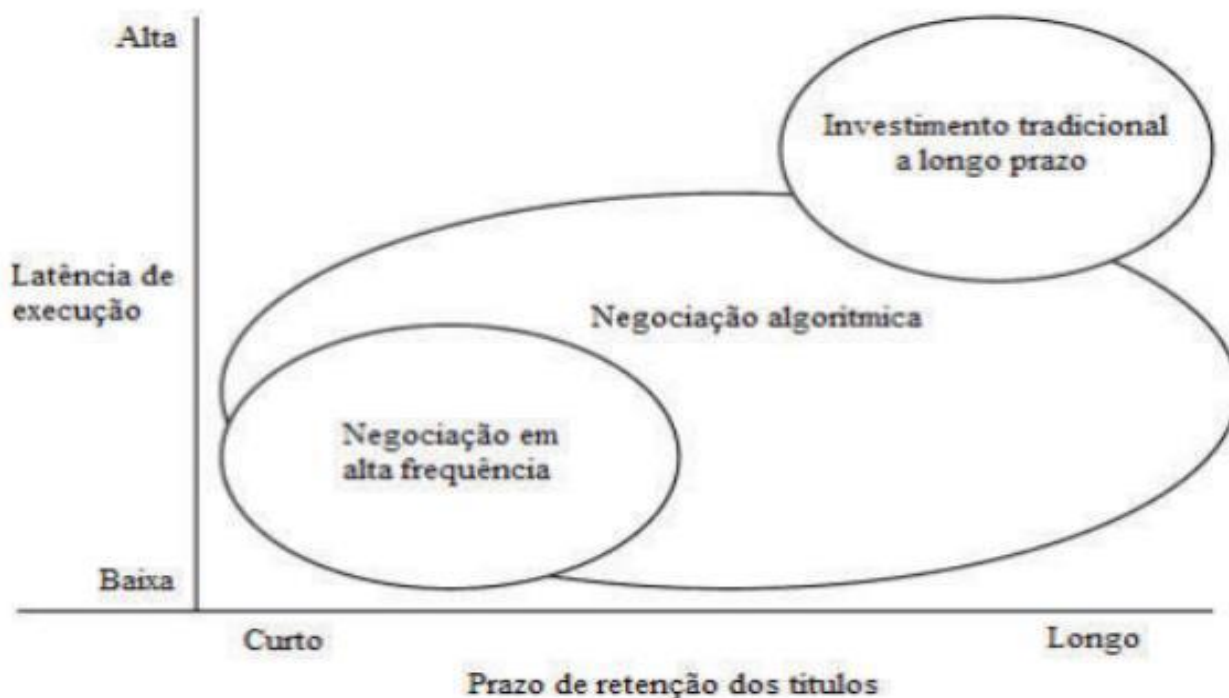 Alta
Investimento tradicional
a longo prazo
Latência de
execução
Negociação algoritmica
Negociação em
alta frequência
Baixa
Curto
Longo
Prazo de retenção dos titulos